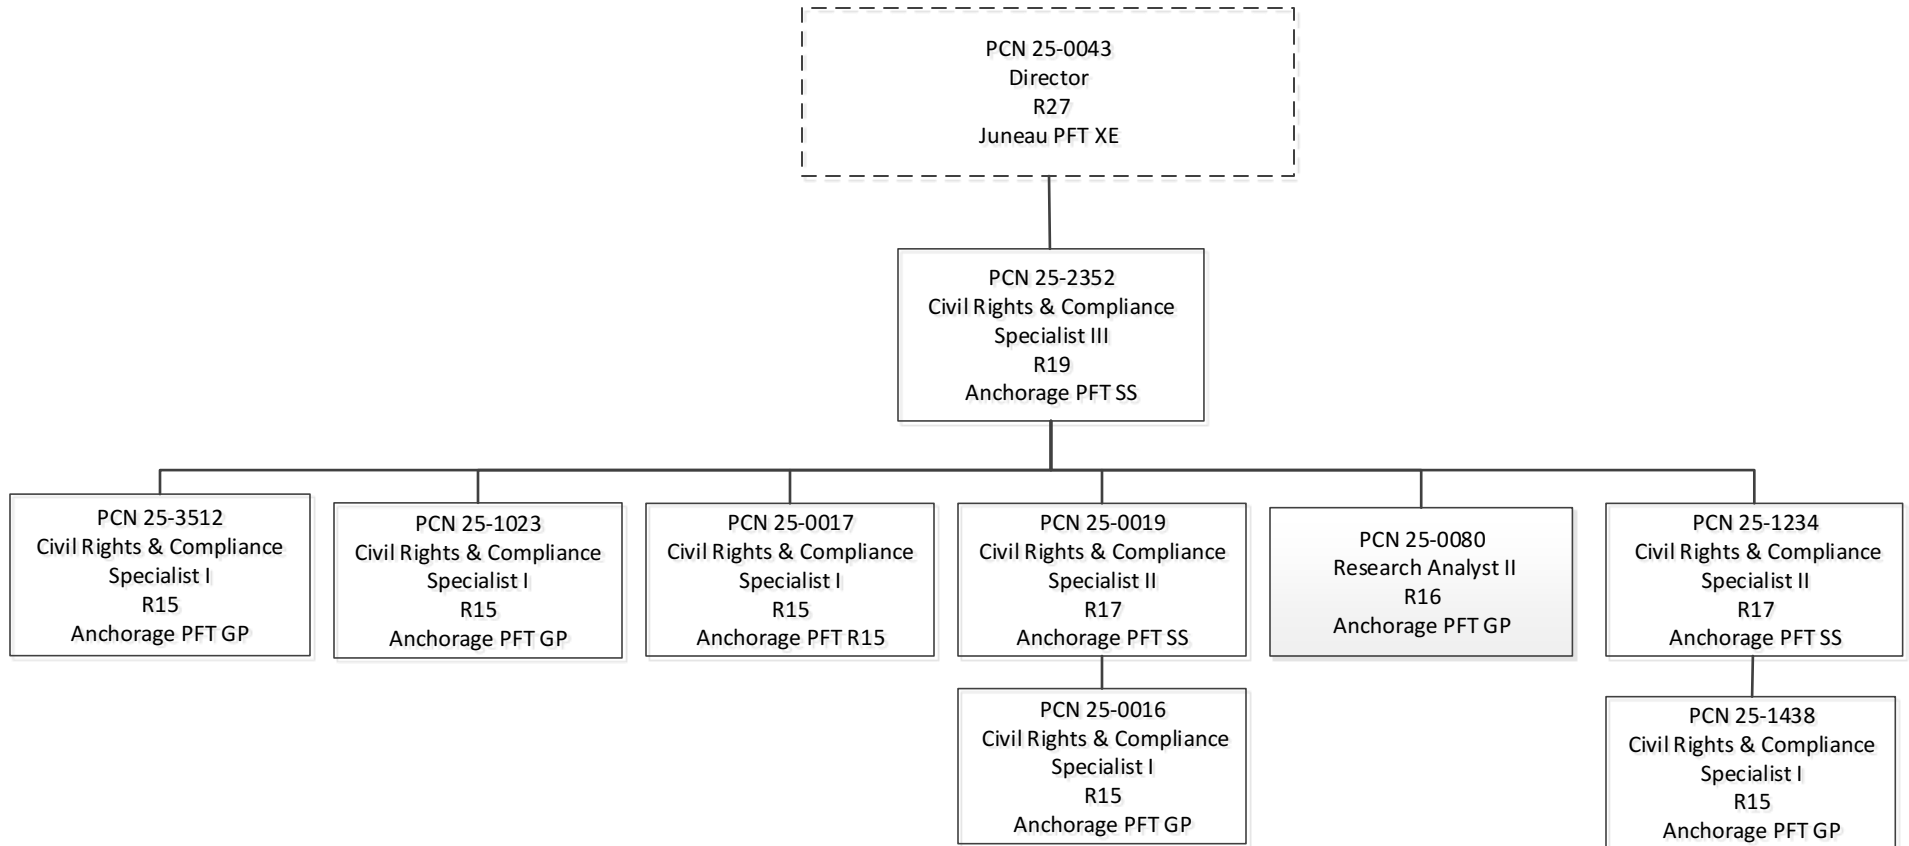 PCN 25-0043
Director
R27
Juneau PFT XE
PCN 25-2352
Civil Rights & Compliance
Specialist III
R19
Anchorage PFT SS
PCN 25-3512
Civil Rights & Compliance
Specialist I
R15
Anchorage PFT GP
PCN 25-1023
Civil Rights & Compliance
Specialist I
R15
Anchorage PFT GP
PCN 25-0017
Civil Rights & Compliance
Specialist I
R15
Anchorage PFT R15
PCN 25-0019
Civil Rights & Compliance
Specialist II
R17
Anchorage PFT SS
PCN 25-0080
Research Analyst II
R16
Anchorage PFT GP
PCN 25-1234
Civil Rights & Compliance
Specialist II
R17
Anchorage PFT SS
PCN 25-0016
Civil Rights & Compliance
Specialist I
R15
Anchorage PFT GP
PCN 25-1438
Civil Rights & Compliance
Specialist I
R15
Anchorage PFT GP